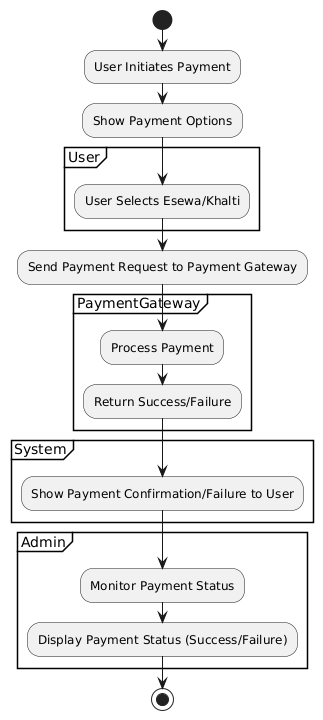 User Initiates Payment
Show Payment Options
User
User Selects Esewa/Khalti
Send Payment Request to Payment Gateway
PaymentGateway
Process Payment
Return Success/Failure
System
Show Payment Confirmation/Failure to User
Admin
Monitor Payment Status
Display Payment Status (Success/Failure)